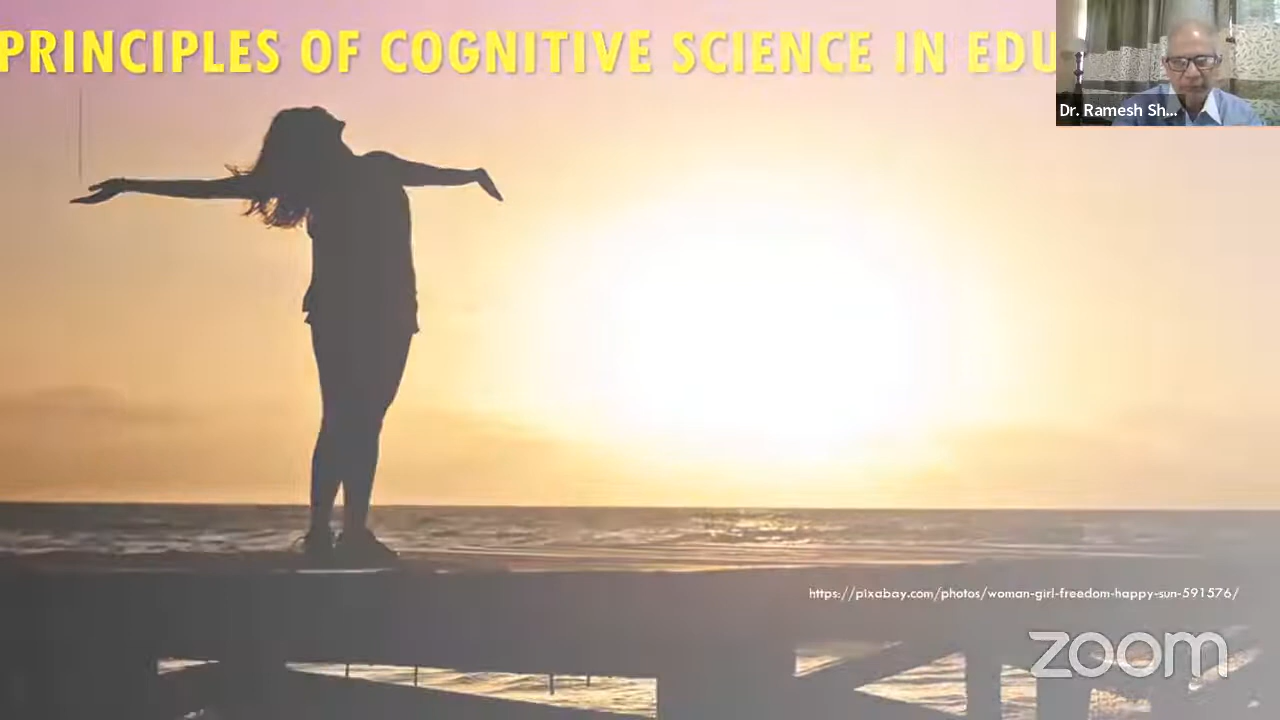 PRINCIPLES OF COGNITIVE SCIENCE IN EDU
Dr. Ramesh Sh...
https://pixabay.com/photos/woman-girl-freedom-happy-sun-591576/
zoom